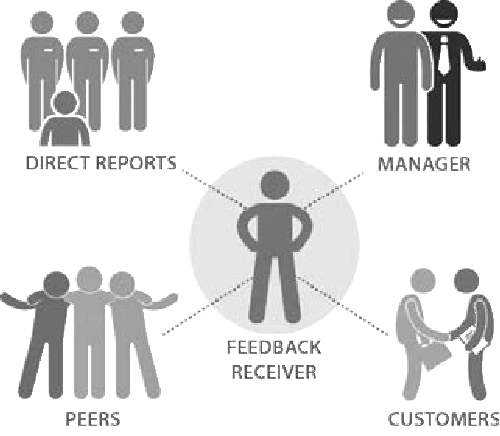 DIRECT REPORTS
MANAGER
FEEDBACK
RECEIVER
PEERS
CUSTOMERS